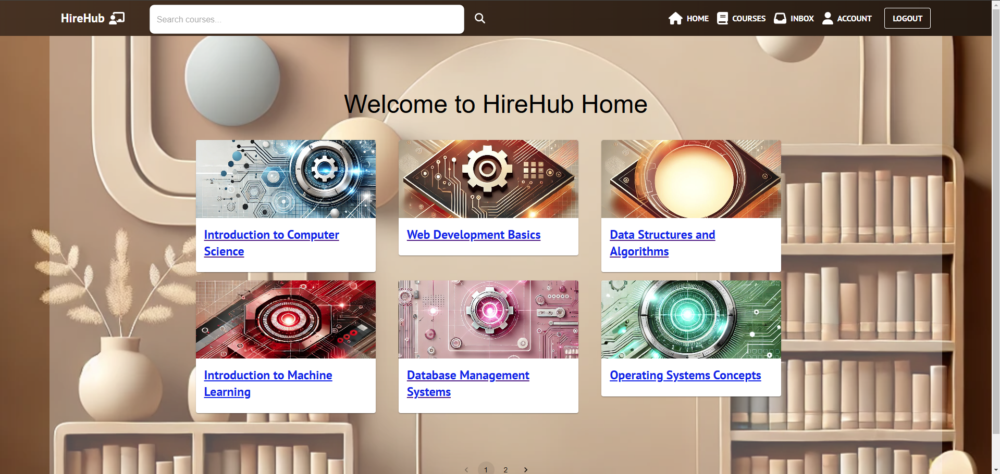 HireHub
Search courses...
HOME
COURSES
INBOX
ACCOUNT
LOGOUT
Welcome to HireHub Home
Introduction to Computer
Science
Web Development Basics
Data Structures and
Algorithms
Introduction to Machine
Learning
Database Management
Systems
Operating Systems Concepts
1 2